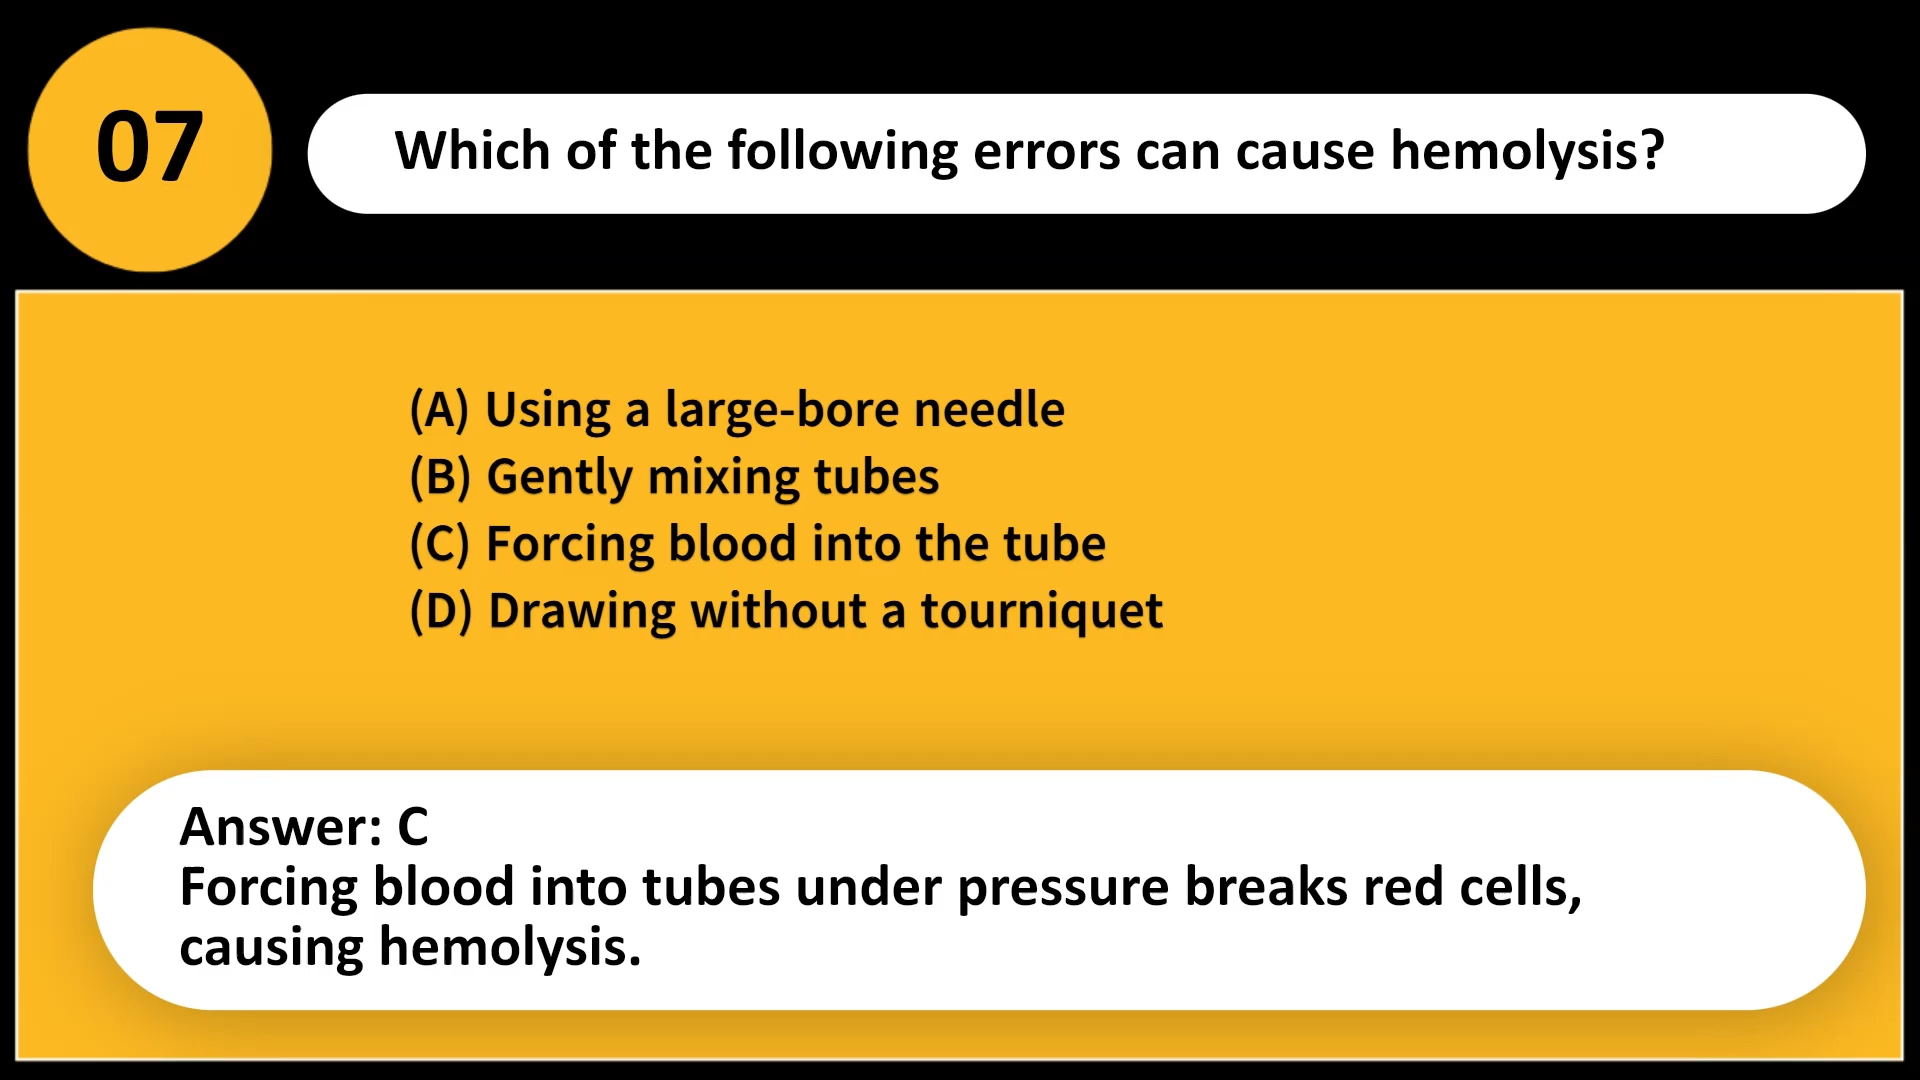 07
Which of the following errors can cause hemolysis?
(A) Using a large-bore needle
(B) Gently mixing tubes
(C) Forcing blood into the tube
(D) Drawing without a tourniquet
Answer: C
Forcing blood into tubes under pressure breaks red cells,
causing hemolysis.